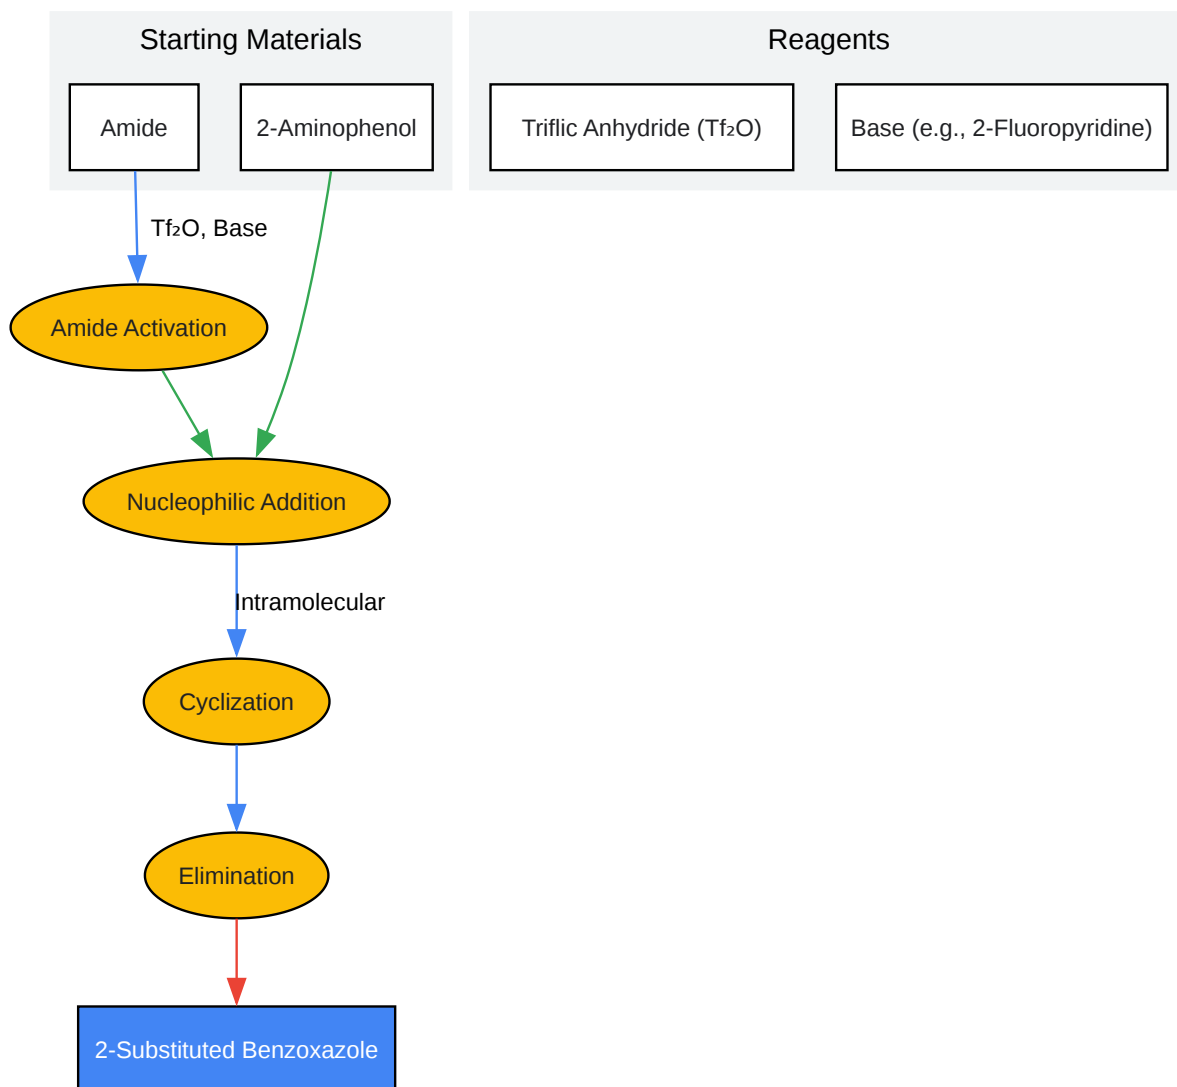 Starting Materials
Reagents
Amide
2-Aminophenol
Triflic Anhydride (Tf₂O)
Base (e.g., 2-Fluoropyridine)
Tf₂O, Base
Amide Activation
Nucleophilic Addition
Intramolecular
Cyclization
Elimination
2-Substituted Benzoxazole